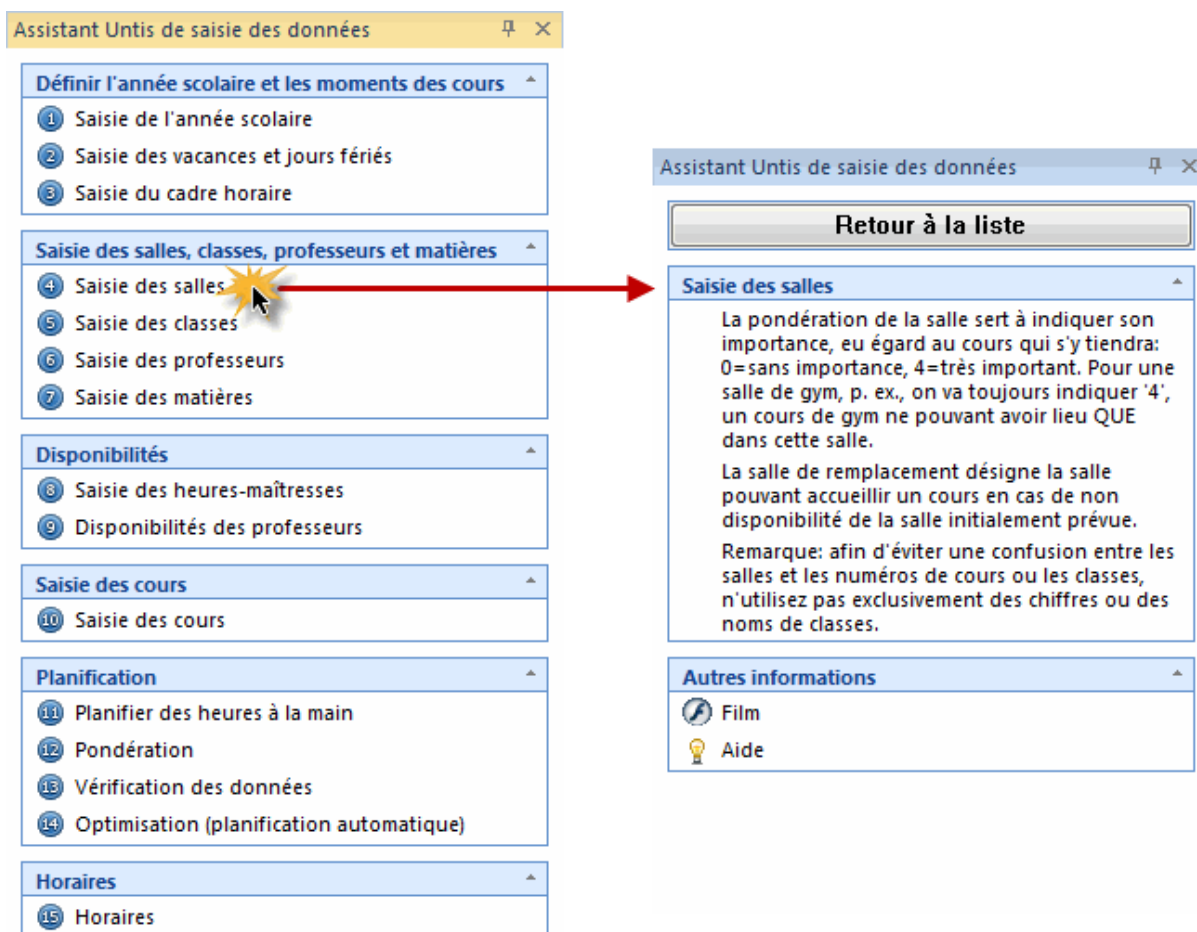 Assistant Untis de saisie des données
Définir l'année scolaire et les moments des cours
1 Saisie de l'année scolaire
2 Saisie des vacances et jours fériés
3 Saisie du cadre horaire
Saisie des salles, classes, professeurs et matières
4 Saisie des salles
5 Saisie des classes
6 Saisie des professeurs
7 Saisie des matières
Disponibilités
8 Saisie des heures-maîtresses
9 Disponibilités des professeurs
Saisie des cours
10 Saisie des cours
Planification
11 Planifier des heures à la main
12 Pondération
13 Vérification des données
14 Optimisation (planification automatique)
Horaires
15 Horaires
Assistant Untis de saisie des données
Retour à la liste
Saisie des salles
La pondération de la salle sert à indiquer son
importance, eu égard au cours qui s'y tiendra:
0=sans importance, 4=très important. Pour une
salle de gym, p. ex., on va toujours indiquer '4',
un cours de gym ne pouvant avoir lieu QUE
dans cette salle.
La salle de remplacement désigne la salle
pouvant accueillir un cours en cas de non
disponibilité de la salle initialement prévue.
Remarque: afin d'éviter une confusion entre les
salles et les numéros de cours ou les classes,
n'utilisez pas exclusivement des chiffres ou des
noms de classes.
Autres informations
Film
Aide